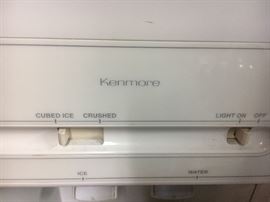 Kenmore
CUBED ICE CRUSHED LIGHT ON OFF
ICE WATER